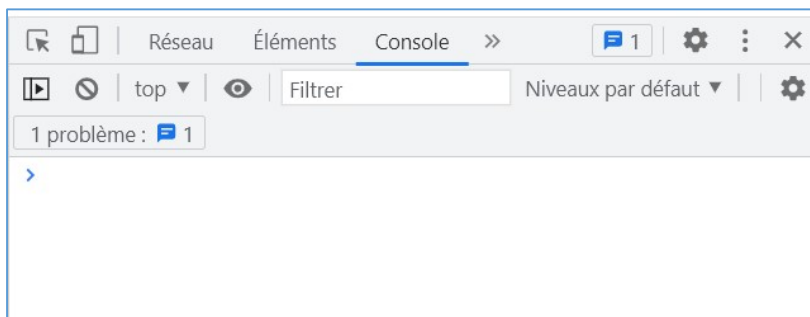 Réseau Éléments Console » 1
top ▼ Filtrer Niveaux par défaut ▼
1 problème : 1